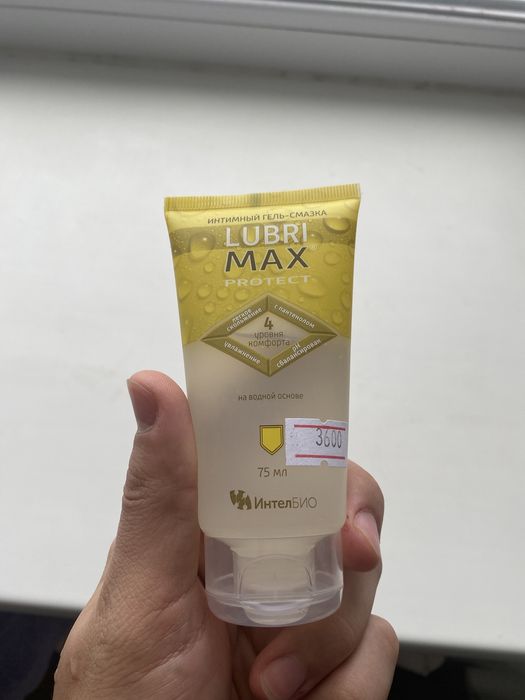 ИНТИМНЫЙ ГЕЛЬ-СМАЗКА
LUBRI
MAX®
PROTECT
легкое
скольжение
с пантенолом
4
уровня
комфорта
увлажнение
pH
сбалансирован
на водной основе
3600
75 мл
ИнтелБИО